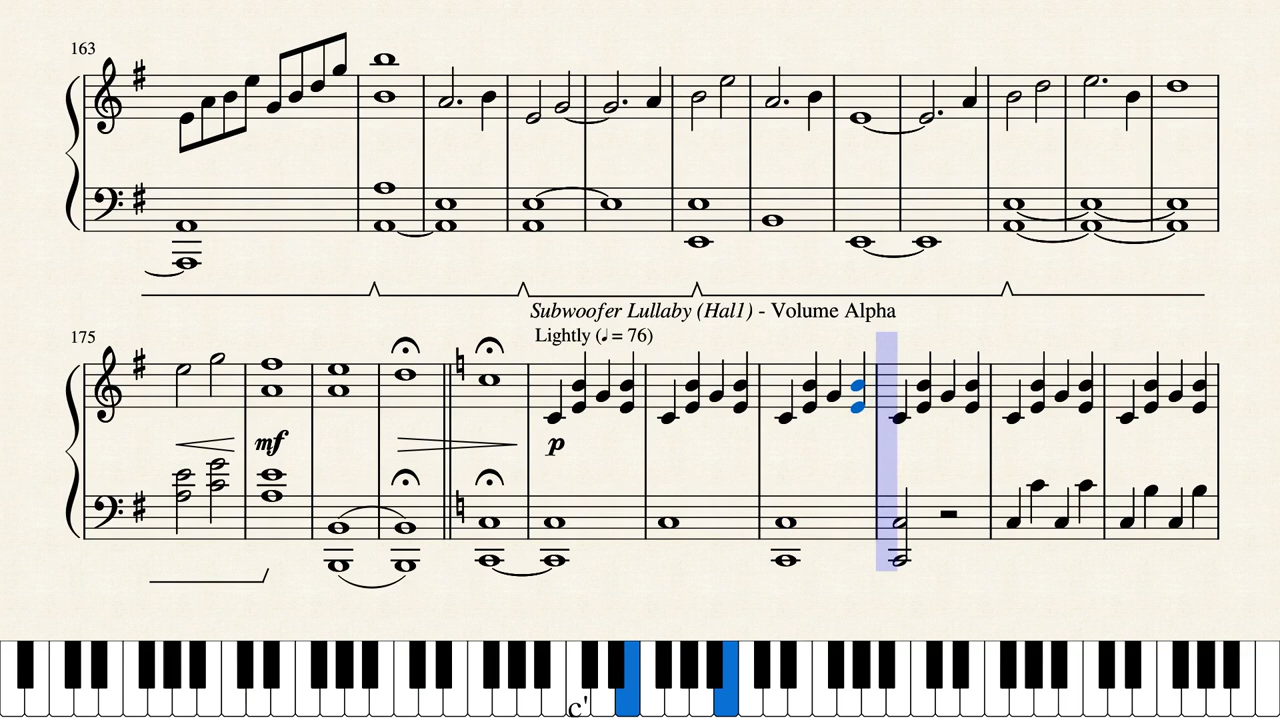 163
Subwoofer Lullaby (Hal1) - Volume Alpha
175
Lightly (♩ = 76)
mf
p
c'